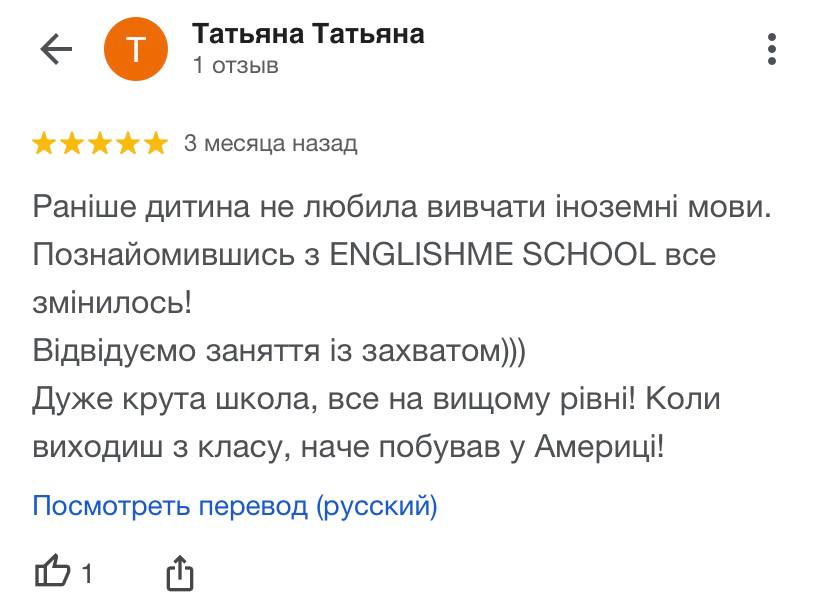 T
Татьяна Татьяна
1 отзыв
3 месяца назад
Раніше дитина не любила вивчати іноземні мови.
Познайомившись з ENGLISHME SCHOOL все
змінилось!
Відвідуємо заняття із захватом)))
Дуже крута школа, все на вищому рівні! Коли
виходиш з класу, наче побував у Америці!
Посмотреть перевод (русский)
1